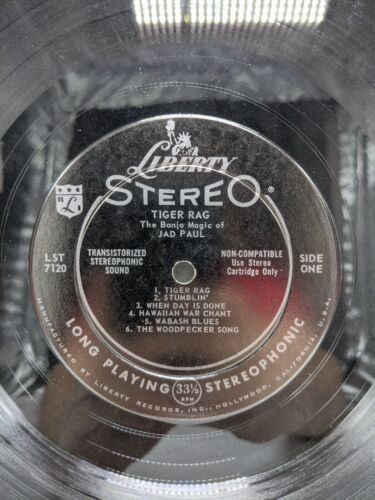 LIBERTY
STEREO®
TIGER RAG
The Banjo Magic of
JAD PAUL
L
LST
7120
TRANSISTORIZED
STEREOPHONIC
SOUND
NON-COMPATIBLE
Use Stereo
Cartridge Only
SIDE
ONE
1. TIGER RAG
2. STUMBLIN'
3. WHEN DAY IS DONE
4. HAWAIIAN WAR CHANT
5. WABASH BLUES
6. THE WOODPECKER SONG
LONG PLAYING 33⅓ RPM STEREOPHONIC
MANUFACTURED BY LIBERTY RECORDS, INC., HOLLYWOOD, CALIFORNIA, U.S.A.